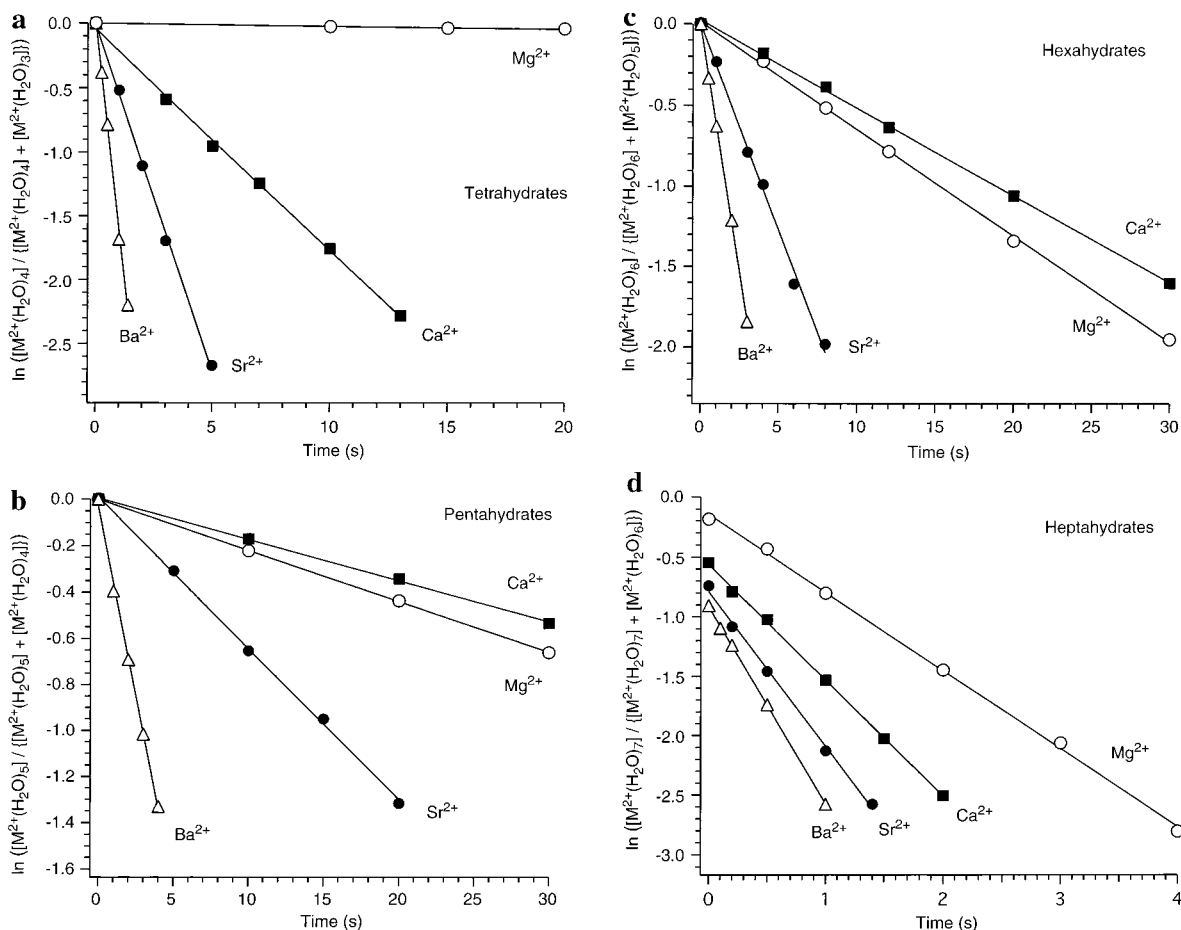 a
ln ([M²⁺(H₂O)₄] / {[M²⁺(H₂O)₄] + [M²⁺(H₂O)₃]})
0.0
-0.5
-1.0
-1.5
-2.0
-2.5
Mg²⁺
Tetrahydrates
Ba²⁺
Sr²⁺
Ca²⁺
0
5
10
15
20
Time (s)
c
ln ([M²⁺(H₂O)₆] / {[M²⁺(H₂O)₆] + [M²⁺(H₂O)₅]})
0.0
-0.5
-1.0
-1.5
-2.0
Hexahydrates
Ca²⁺
Mg²⁺
Ba²⁺
Sr²⁺
0
5
10
15
20
25
30
Time (s)
b
ln ([M²⁺(H₂O)₅] / {[M²⁺(H₂O)₅] + [M²⁺(H₂O)₄]})
0.0
-0.2
-0.4
-0.6
-0.8
-1.0
-1.2
-1.4
-1.6
Pentahydrates
Ca²⁺
Mg²⁺
Sr²⁺
Ba²⁺
0
10
20
30
Time (s)
d
ln ([M²⁺(H₂O)₇] / {[M²⁺(H₂O)₇] + [M²⁺(H₂O)₆]})
0.0
-0.5
-1.0
-1.5
-2.0
-2.5
-3.0
Heptahydrates
Mg²⁺
Ca²⁺
Sr²⁺
Ba²⁺
0
1
2
3
4
Time (s)